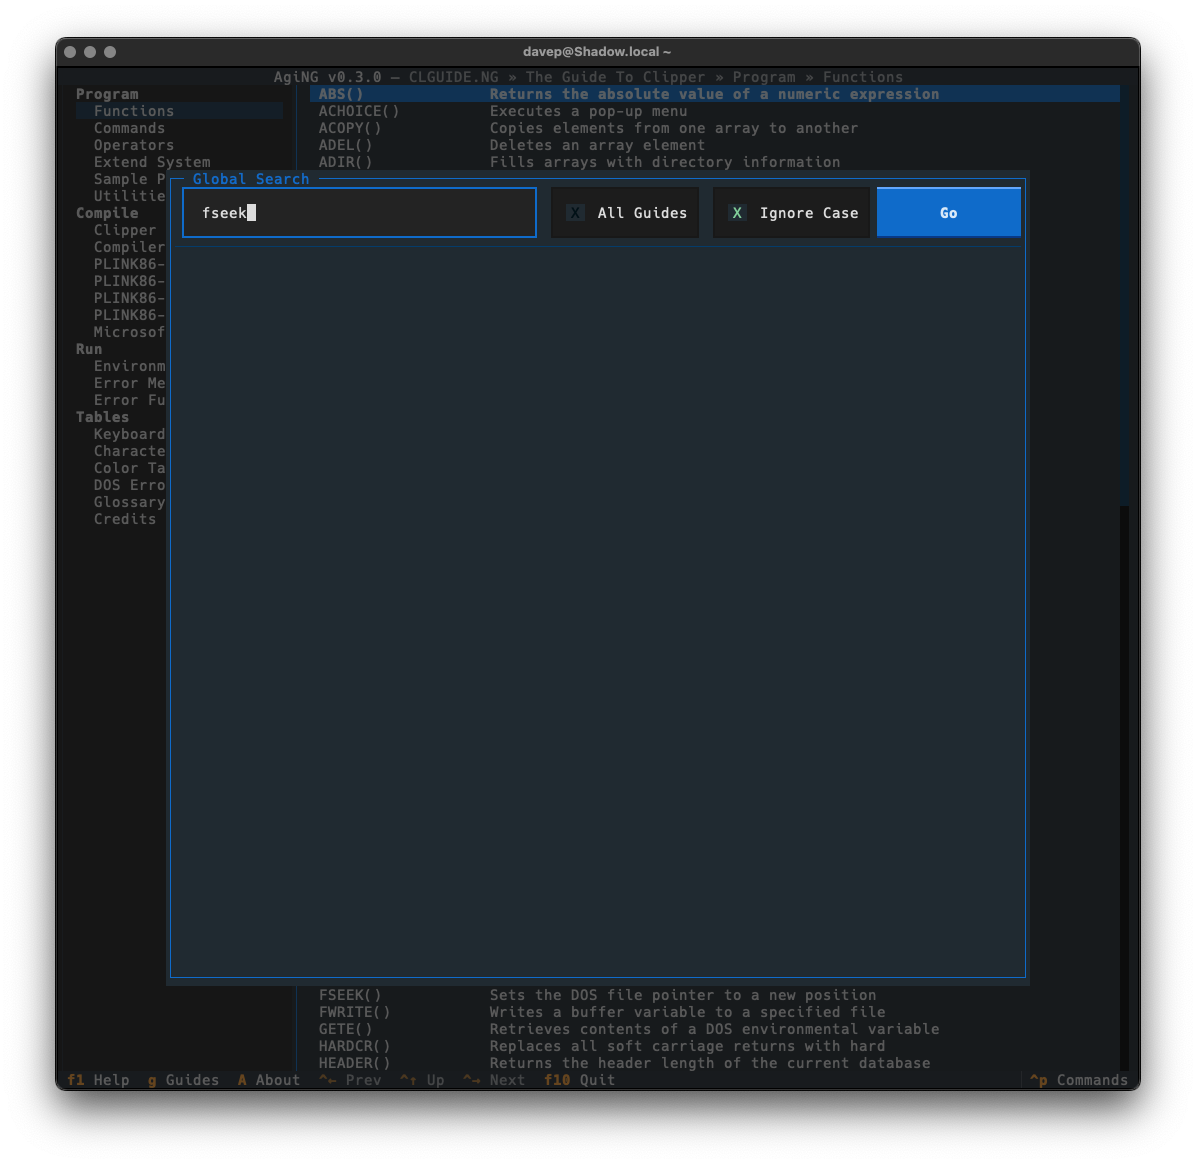 davep@Shadow.local ~
AgiNG v0.3.0 — CLGUIDE.NG » The Guide To Clipper » Program » Functions
Program
Functions
Commands
Operators
Extend System
Sample P
Utilitie
Compile
Clipper
Compiler
PLINK86-
PLINK86-
PLINK86-
PLINK86-
Microsof
Run
Environm
Error Me
Error Fu
Tables
Keyboard
Characte
Color Ta
DOS Erro
Glossary
Credits
ABS() Returns the absolute value of a numeric expression
ACHOICE() Executes a pop-up menu
ACOPY() Copies elements from one array to another
ADEL() Deletes an array element
ADIR() Fills arrays with directory information
Global Search
fseek X All Guides X Ignore Case Go
FSEEK() Sets the DOS file pointer to a new position
FWRITE() Writes a buffer variable to a specified file
GETE() Retrieves contents of a DOS environmental variable
HARDCR() Replaces all soft carriage returns with hard
HEADER() Returns the header length of the current database
f1 Help g Guides A About ^← Prev ^↑ Up ^→ Next f10 Quit ^p Commands